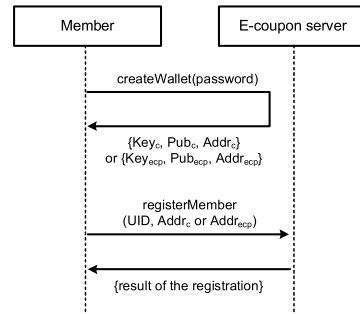 Member
E-coupon server
createWallet(password)
{Key_c, Pub_c, Addr_c}
or {Key_ecp, Pub_ecp, Addr_ecp}
registerMember
(UID, Addr_c or Addr_ecp)
{result of the registration}